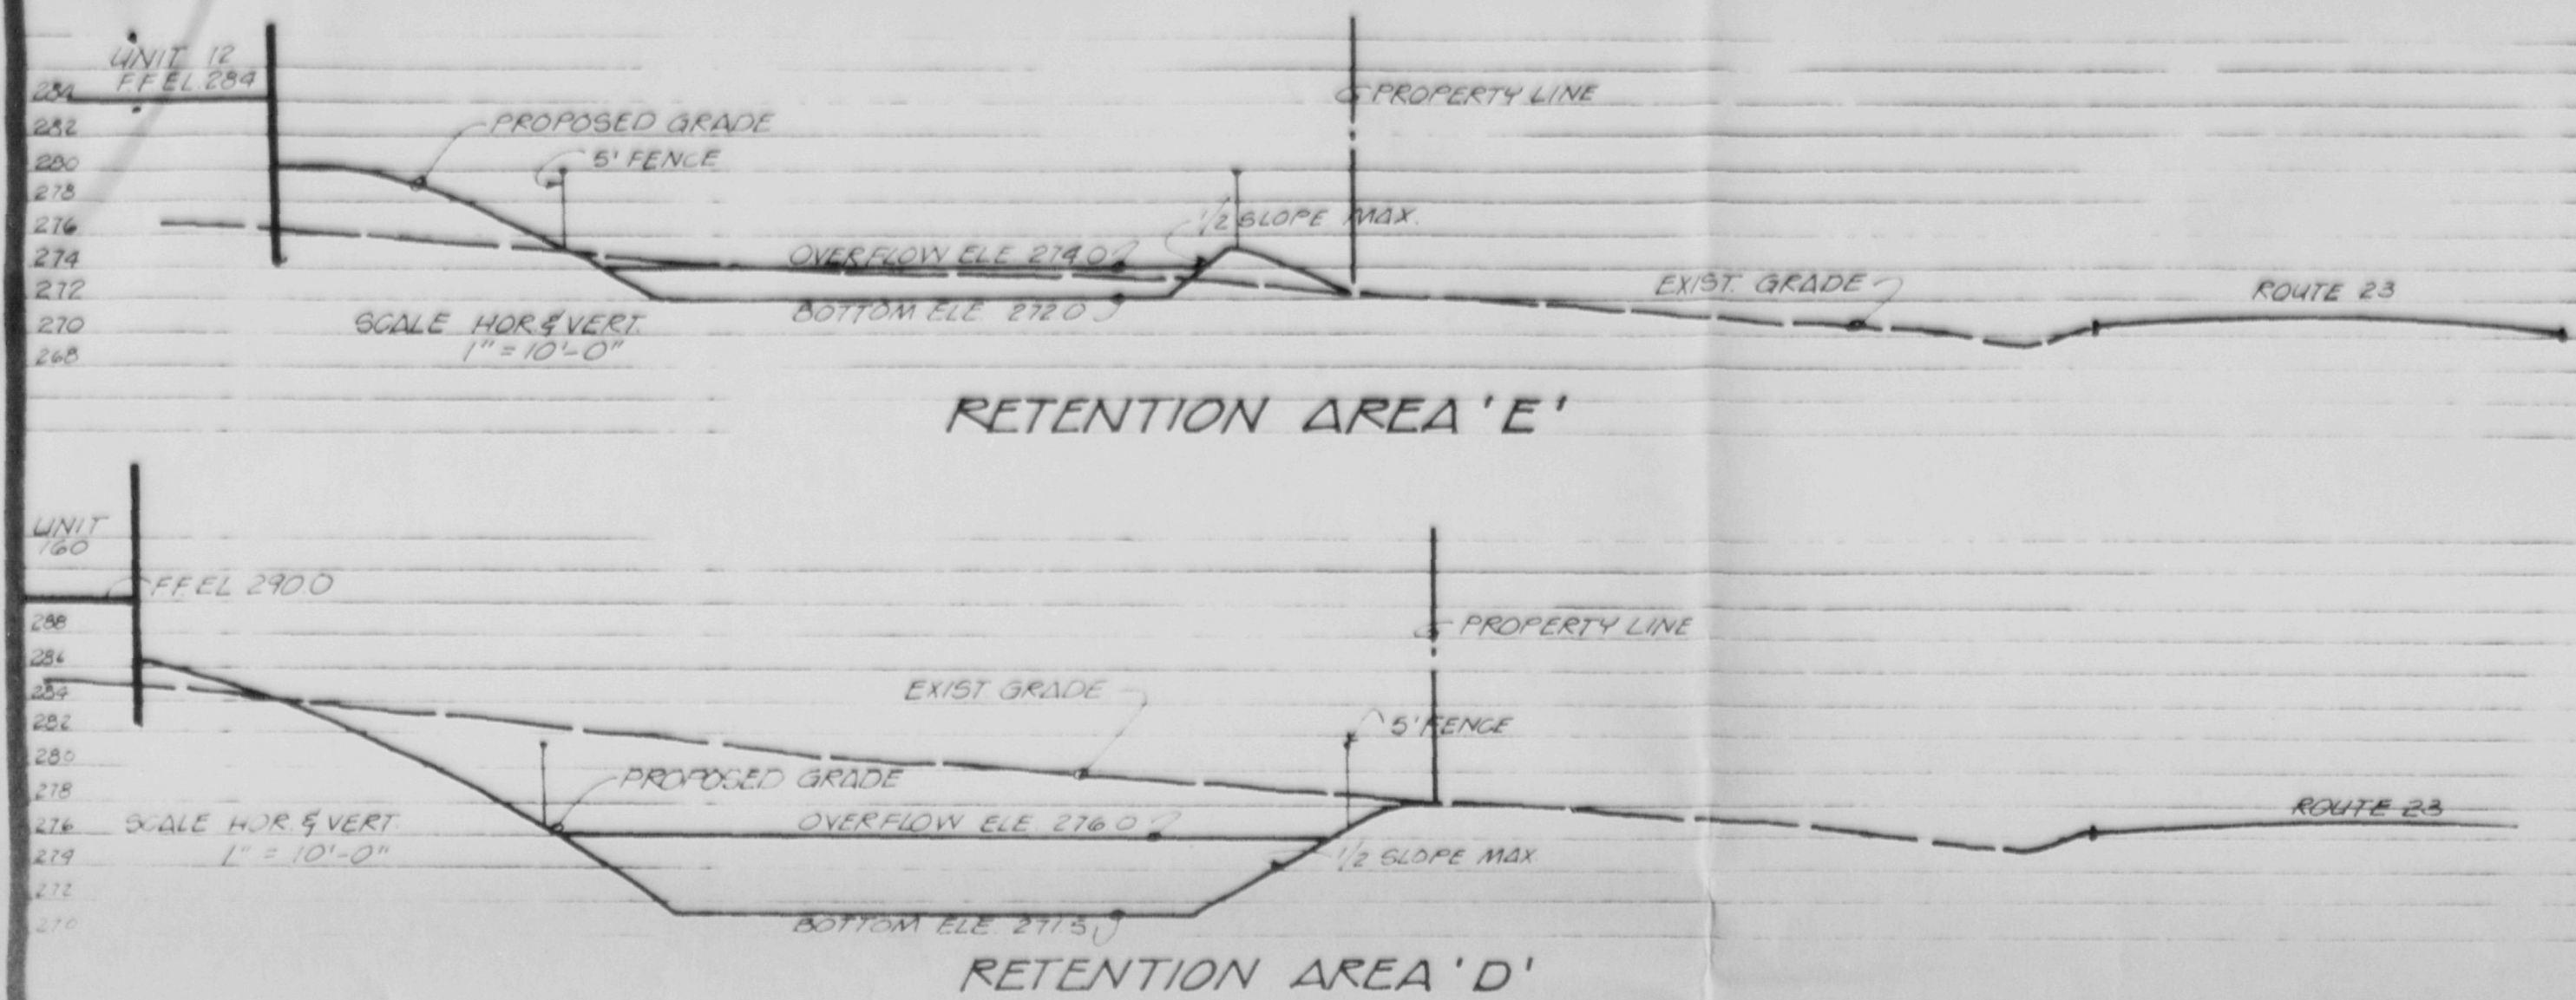 UNIT 12
F.F EL. 284
284
282
280
278
276
274
272
270
268
PROPOSED GRADE
5' FENCE
PROPERTY LINE
1/2 SLOPE MAX.
OVERFLOW ELE 274.0
BOTTOM ELE 272.0
EXIST. GRADE
ROUTE 23
SCALE HOR. & VERT.
1" = 10'-0"
RETENTION AREA 'E'
UNIT
160
F.F. EL 290.0
288
286
284
282
280
278
276
274
272
270
EXIST GRADE
PROPERTY LINE
5' FENCE
PROPOSED GRADE
OVERFLOW ELE. 276.0
1/2 SLOPE MAX
ROUTE 23
SCALE HOR. & VERT.
1" = 10'-0"
BOTTOM ELE. 271.5
RETENTION AREA 'D'